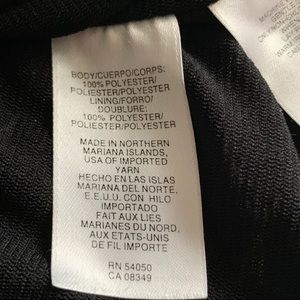 BODY/CUERPO/CORPS:
100% POLYESTER/
POLIESTER/POLYESTER
LINING/FORRO/
DOUBLURE:
100% POLYESTER/
POLIESTER/POLYESTER
MADE IN NORTHERN
MARIANA ISLANDS,
USA OF IMPORTED
YARN
HECHO EN LAS ISLAS
MARIANA DEL NORTE,
E.E.U.U. CON HILO
IMPORTADO
FAIT AUX LIES
MARIANES DU NORD,
AUX ETATS-UNIS
DE FIL IMPORTE
RN 54050
CA 08349